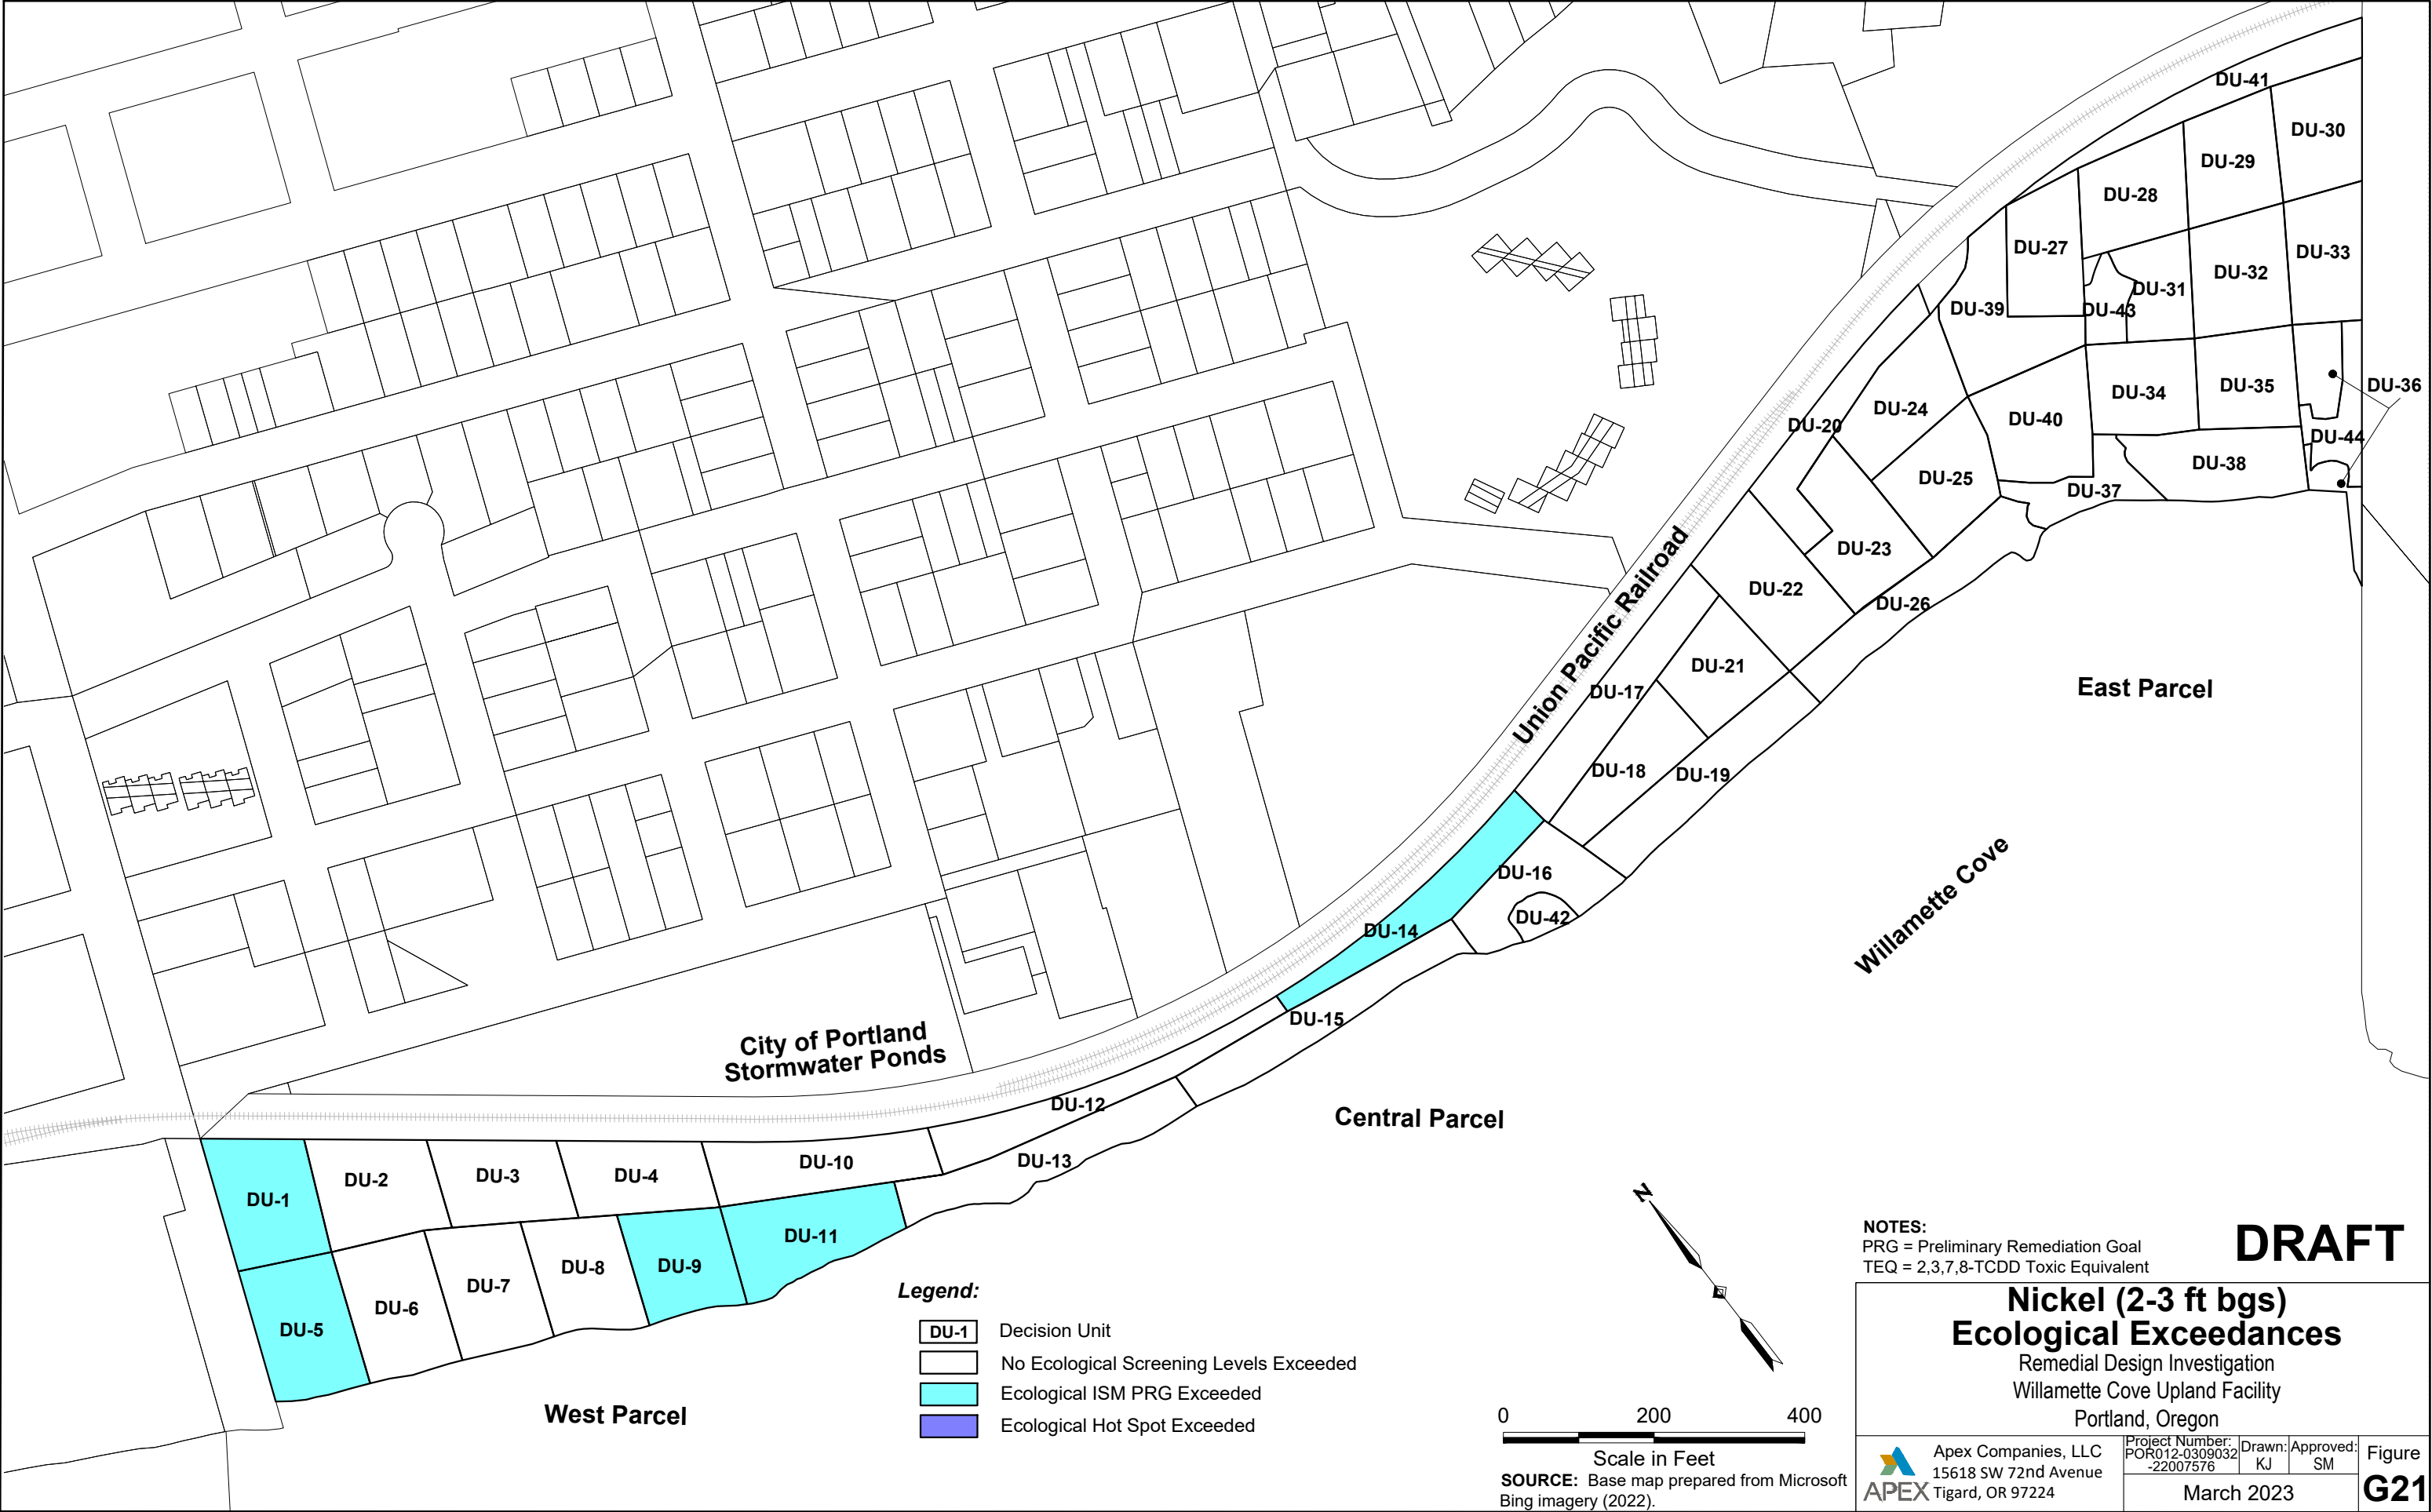 DU-41
DU-30
DU-29
DU-28
DU-27
DU-33
DU-32
DU-31
DU-39
DU-43
DU-36
DU-35
DU-34
DU-24
DU-40
DU-20
DU-44
DU-38
DU-25
DU-37
DU-23
DU-22
DU-26
Union Pacific Railroad
DU-21
DU-17
East Parcel
DU-18
DU-19
DU-16
DU-42
DU-14
Willamette Cove
DU-15
City of Portland
Stormwater Ponds
DU-12
Central Parcel
DU-13
DU-10
DU-4
DU-3
DU-2
DU-1
DU-11
DU-9
DU-8
DU-7
DU-6
DU-5
West Parcel
Legend:
DU-1 Decision Unit
No Ecological Screening Levels Exceeded
Ecological ISM PRG Exceeded
Ecological Hot Spot Exceeded
N
0 200 400
Scale in Feet
SOURCE: Base map prepared from Microsoft
Bing imagery (2022).
NOTES:
PRG = Preliminary Remediation Goal
TEQ = 2,3,7,8-TCDD Toxic Equivalent
DRAFT
Nickel (2-3 ft bgs)
Ecological Exceedances
Remedial Design Investigation
Willamette Cove Upland Facility
Portland, Oregon
APEX
Apex Companies, LLC
15618 SW 72nd Avenue
Tigard, OR 97224
Project Number:
POR012-0309032
-22007576
Drawn:
KJ
Approved:
SM
March 2023
Figure
G21